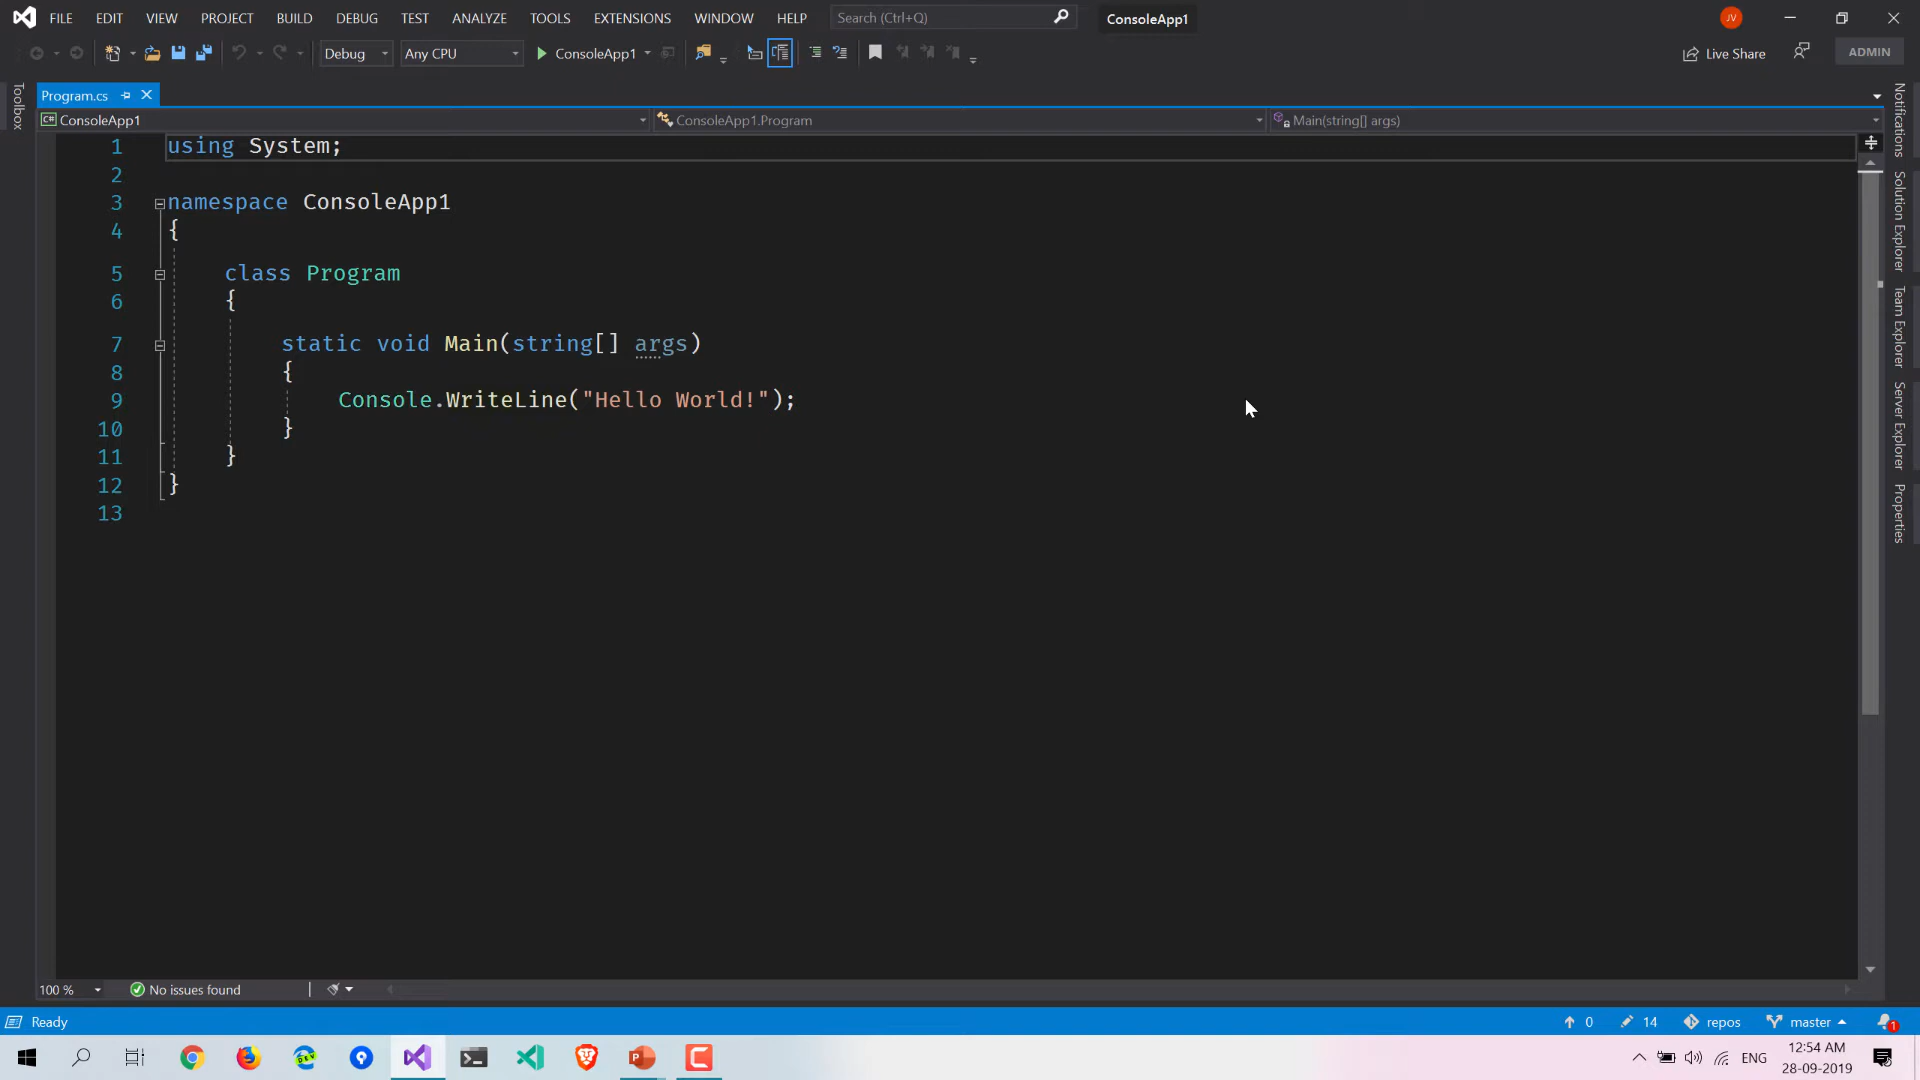 FILE EDIT VIEW PROJECT BUILD DEBUG TEST ANALYZE TOOLS EXTENSIONS WINDOW HELP Search (Ctrl+Q) ConsoleApp1 JV
Debug Any CPU ConsoleApp1 Live Share ADMIN
Toolbox
Program.cs
C# ConsoleApp1 ConsoleApp1.Program Main(string[] args)
1 using System;
2
3 namespace ConsoleApp1
4 {
5 class Program
6 {
7 static void Main(string[] args)
8 {
9 Console.WriteLine("Hello World!");
10 }
11 }
12 }
13
Notifications
Solution Explorer
Team Explorer
Server Explorer
Properties
100 % No issues found
Ready 0 14 repos master 1
DEV P C ENG 12:54 AM
28-09-2019